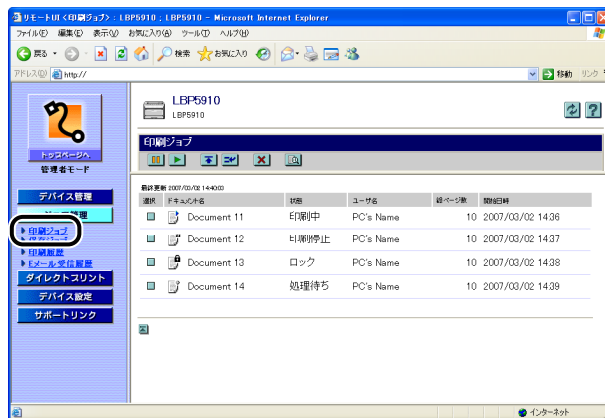 リモートUI <印刷ジョブ> : LBP5910 ; LBP5910 - Microsoft Internet Explorer
ファイル(F) 編集(E) 表示(V) お気に入り(A) ツール(T) ヘルプ(H)
戻る 検索 お気に入り
アドレス(D) http:// 移動 リンク
LBP5910
LBP5910
トップページへ
管理者モード
印刷ジョブ
デバイス管理
印刷ジョブ
印刷履歴
Eメール受信履歴
ダイレクトプリント
デバイス設定
サポートリンク
最終更新 2007/03/02 14:40:03
選択 ドキュメント名 状態 ユーザ名 総ページ数 開始日時
Document 11 印刷中 PC's Name 10 2007/03/02 14:36
Document 12 印刷停止 PC's Name 10 2007/03/02 14:37
Document 13 ロック PC's Name 10 2007/03/02 14:38
Document 14 処理待ち PC's Name 10 2007/03/02 14:39
インターネット